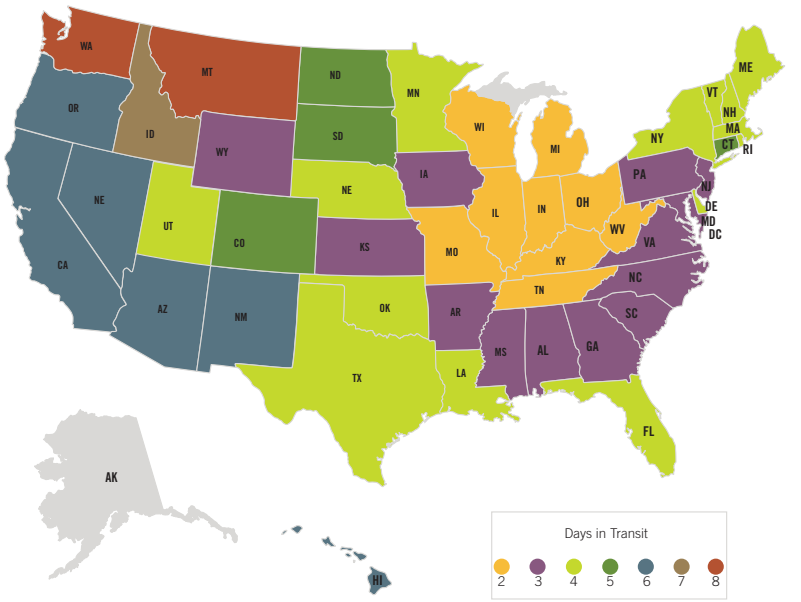 WA
MT
ND
MN
ME
OR
ID
SD
WI
MI
VT
NH
NY
MA
CT
RI
WY
NE
IA
PA
NJ
NE
UT
CO
KS
MO
IL
IN
OH
WV
KY
VA
DE
MD
DC
CA
AZ
NM
OK
AR
TN
NC
SC
TX
LA
MS
AL
GA
FL
AK
HI
Days in Transit
2 3 4 5 6 7 8